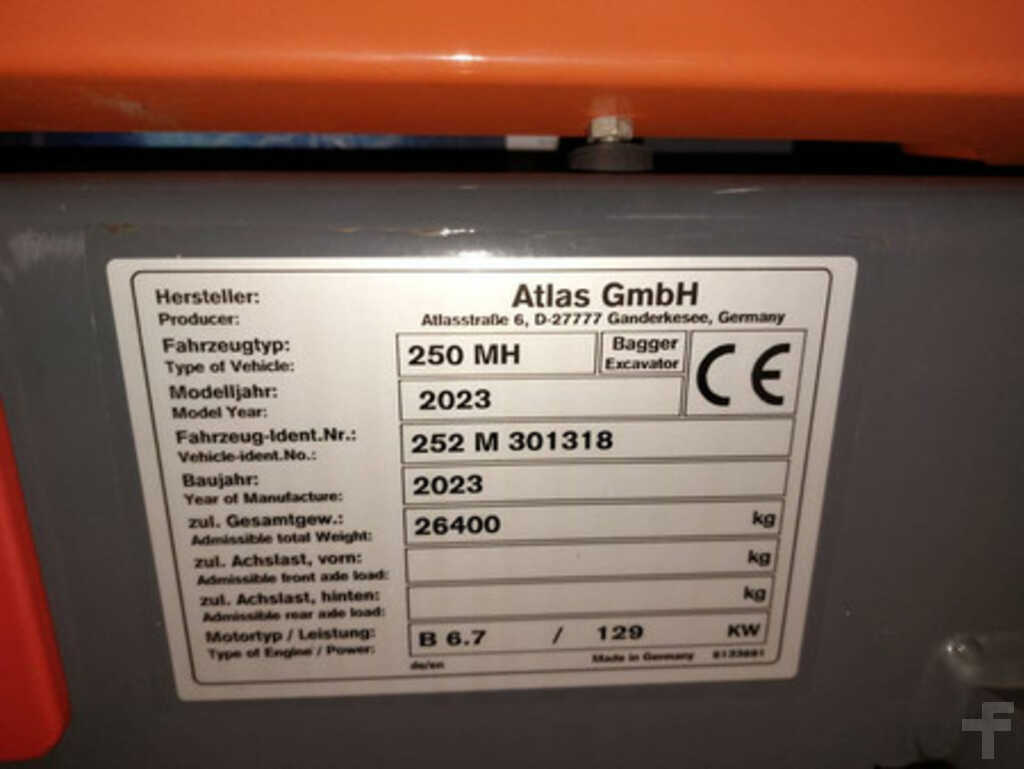 Hersteller: Atlas GmbH
Producer: Atlasstraße 6, D-27777 Ganderkesee, Germany
Fahrzeugtyp: 250 MH Bagger CE
Type of Vehicle: Excavator
Modelljahr: 2023
Model Year:
Fahrzeug-Ident.Nr.: 252 M 301318
Vehicle-ident.No.:
Baujahr: 2023
Year of Manufacture:
zul. Gesamtgew.: 26400 kg
Admissible total Weight:
zul. Achslast, vorn: kg
Admissible front axle load:
zul. Achslast, hinten: kg
Admissible rear axle load:
Motortyp / Leistung: B 6.7 / 129 KW
Type of Engine / Power:
de/en Made in Germany